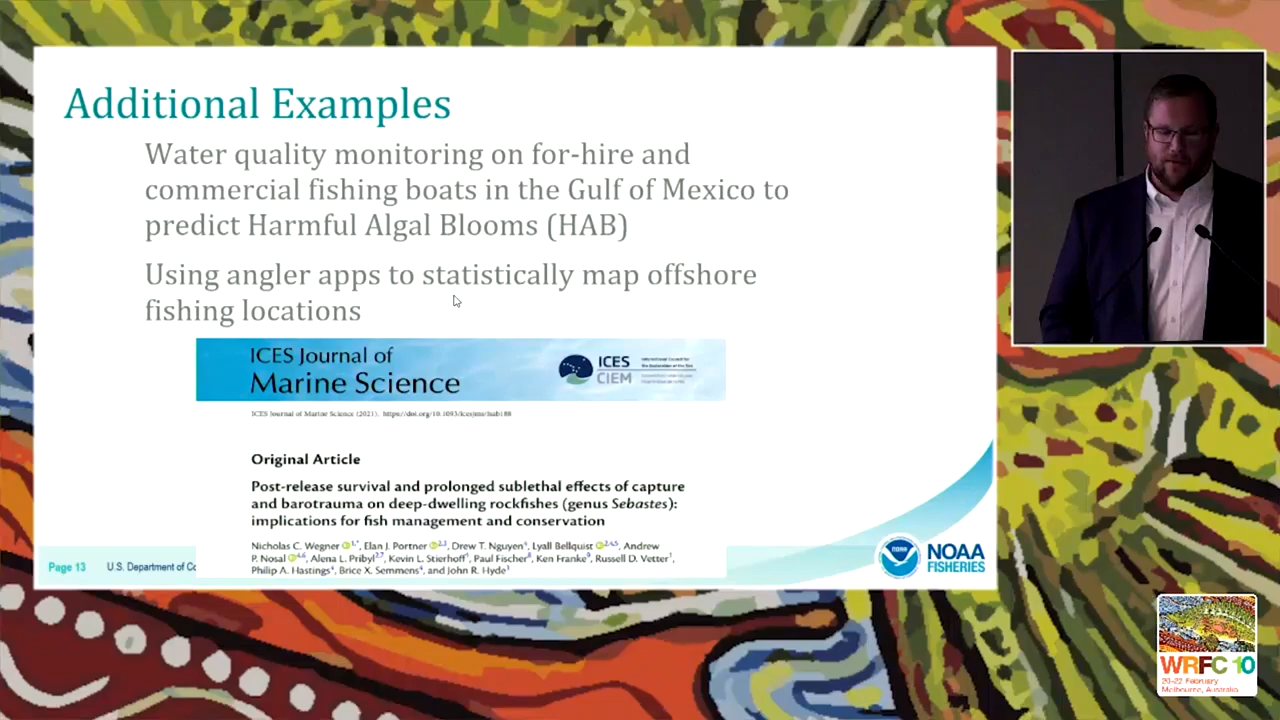 Additional Examples
Water quality monitoring on for-hire and
commercial fishing boats in the Gulf of Mexico to
predict Harmful Algal Blooms (HAB)
Using angler apps to statistically map offshore
fishing locations
ICES Journal of
Marine Science
ICES
CIEM
ICES Journal of Marine Science (2021), https://doi.org/10.1093/icesjms/fsab188
Original Article
Post-release survival and prolonged sublethal effects of capture
and barotrauma on deep-dwelling rockfishes (genus Sebastes):
implications for fish management and conservation
Nicholas C. Wegner, Elan J. Portner, Drew T. Nguyen, Lyall Bellquist, Andrew
P. Nosal, Alena L. Pribyl, Kevin L. Stierhoff, Paul Fischer, Ken Franke, Russell D. Vetter,
Philip A. Hastings, Brice X. Semmens, and John R. Hyde
Page 13
U.S. Department of Co
NOAA
FISHERIES
WRFC 10
20-22 February
Melbourne, Australia